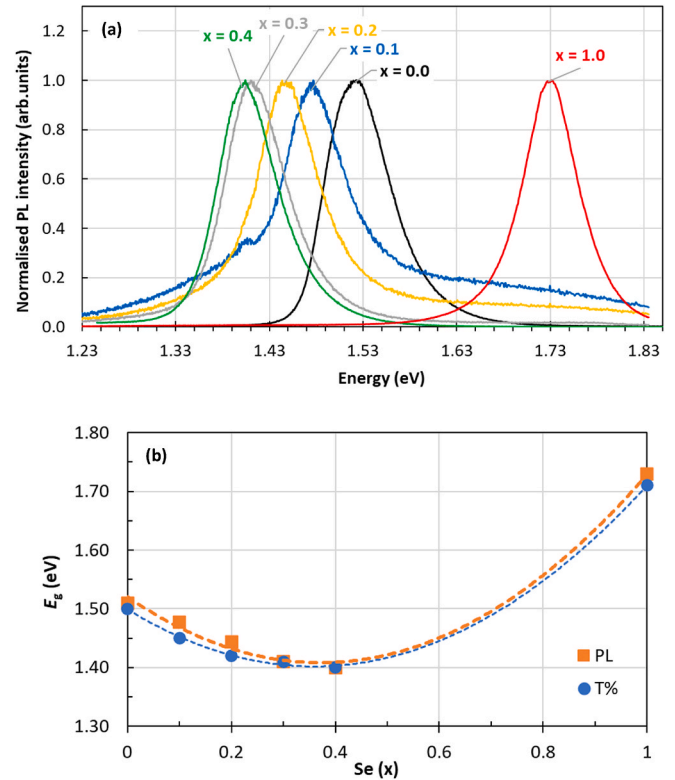 (a)
x = 0.4
x = 0.3
x = 0.2
x = 0.1
x = 0.0
x = 1.0
Normalised PL intensity (arb.units)
1.0
0.8
0.6
0.4
0.2
0.0
1.23 1.33 1.43 1.53 1.63 1.73 1.83
Energy (eV)
(b)
Eg (eV)
1.80
1.70
1.60
1.50
1.40
1.30
PL
T%
0 0.2 0.4 0.6 0.8 1
Se (x)